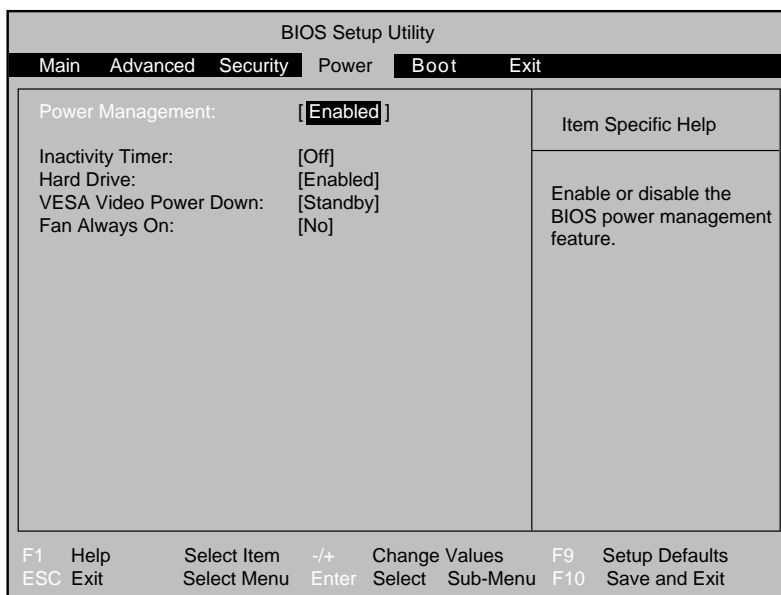 BIOS Setup Utility
Main Advanced Security Power Boot Exit
Power Management: [Enabled]
Inactivity Timer: [Off]
Hard Drive: [Enabled]
VESA Video Power Down: [Standby]
Fan Always On: [No]
Item Specific Help
Enable or disable the
BIOS power management
feature.
F1 Help Select Item -/+ Change Values F9 Setup Defaults
ESC Exit Select Menu Enter Select Sub-Menu F10 Save and Exit